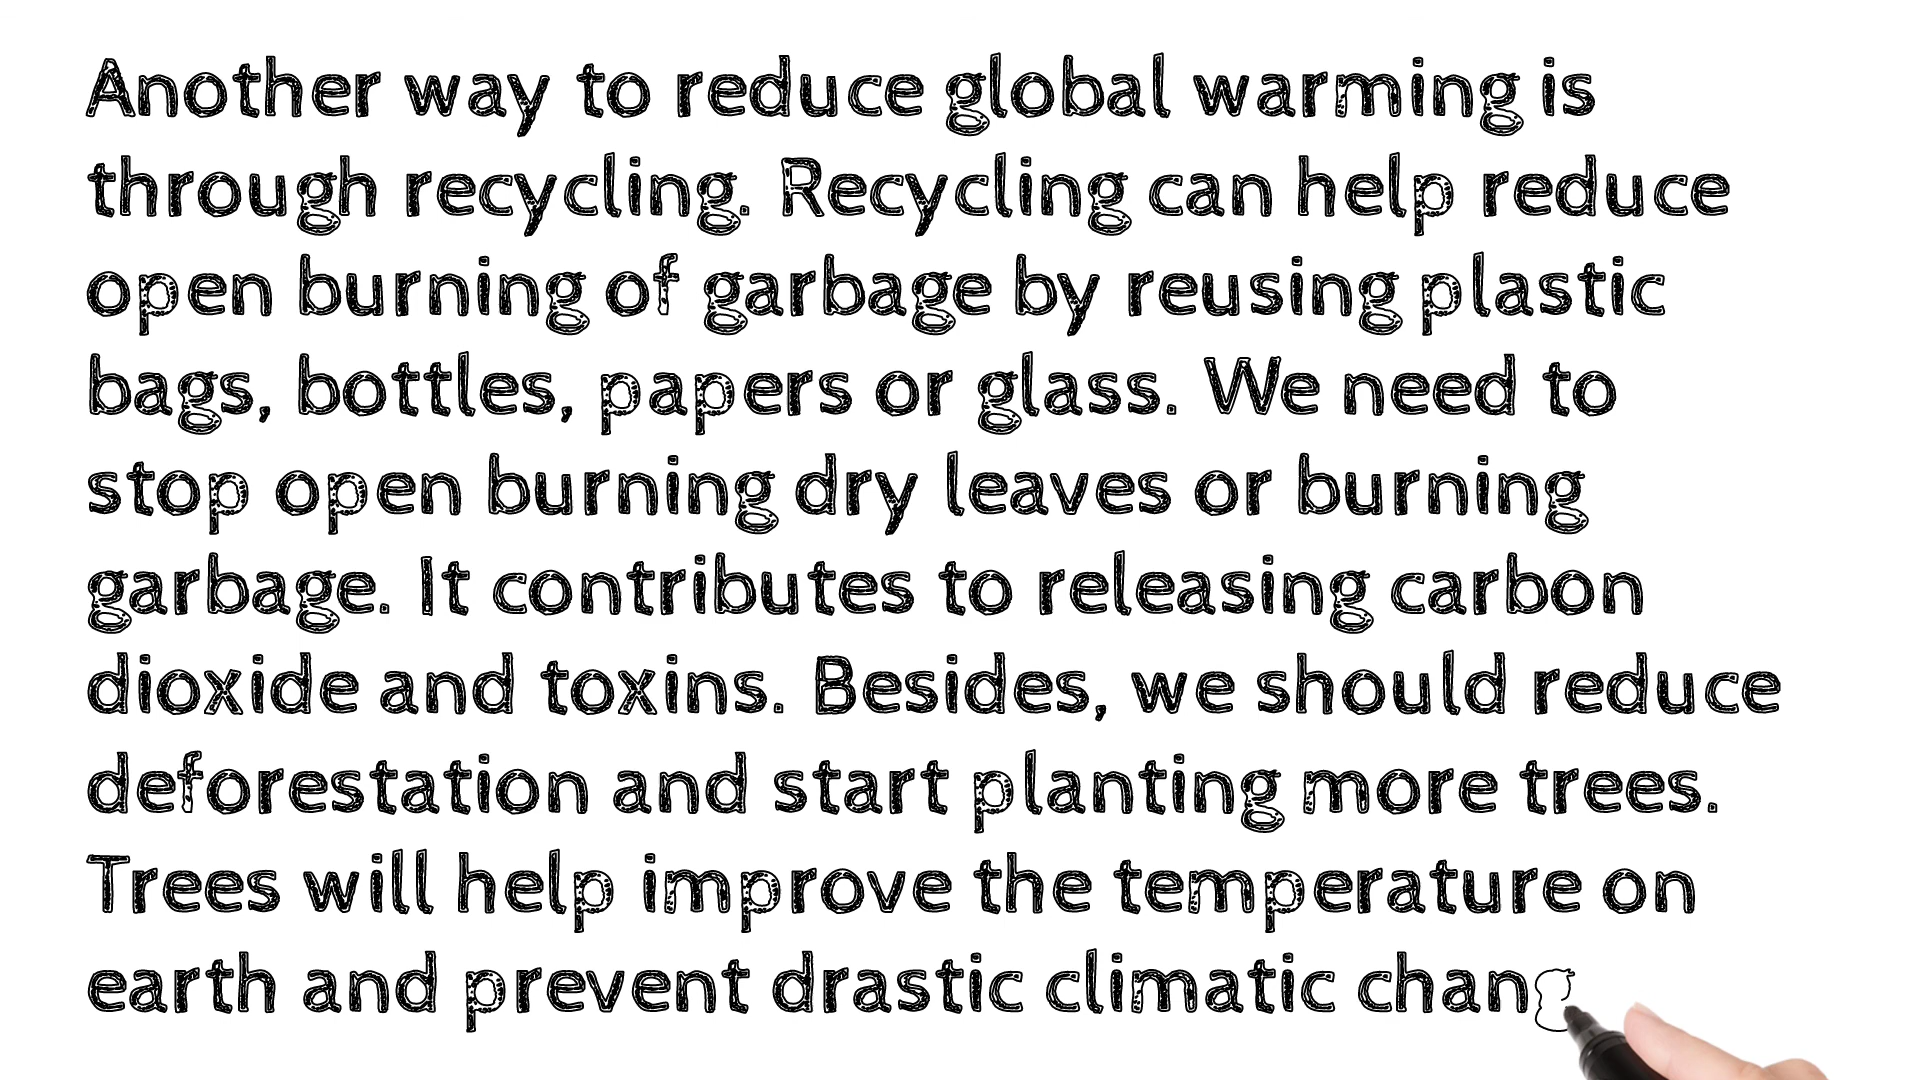 Another way to reduce global warming is
through recycling. Recycling can help reduce
open burning of garbage by reusing plastic
bags, bottles, papers or glass. We need to
stop open burning dry leaves or burning
garbage. It contributes to releasing carbon
dioxide and toxins. Besides, we should reduce
deforestation and start planting more trees.
Trees will help improve the temperature on
earth and prevent drastic climatic chang